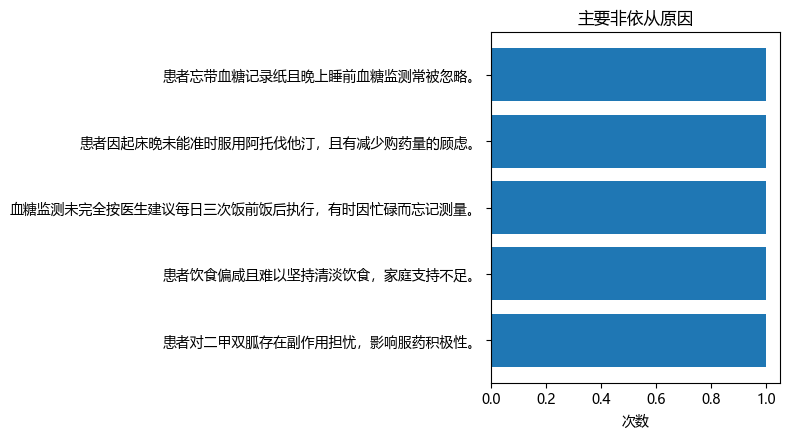 主要非依从原因
患者忘带血糖记录纸且晚上睡前血糖监测常被忽略。
患者因起床晚未能准时服用阿托伐他汀，且有减少购药量的顾虑。
血糖监测未完全按医生建议每日三次饭前饭后执行，有时因忙碌而忘记测量。
患者饮食偏咸且难以坚持清淡饮食，家庭支持不足。
患者对二甲双胍存在副作用担忧，影响服药积极性。
0.0 0.2 0.4 0.6 0.8 1.0
次数